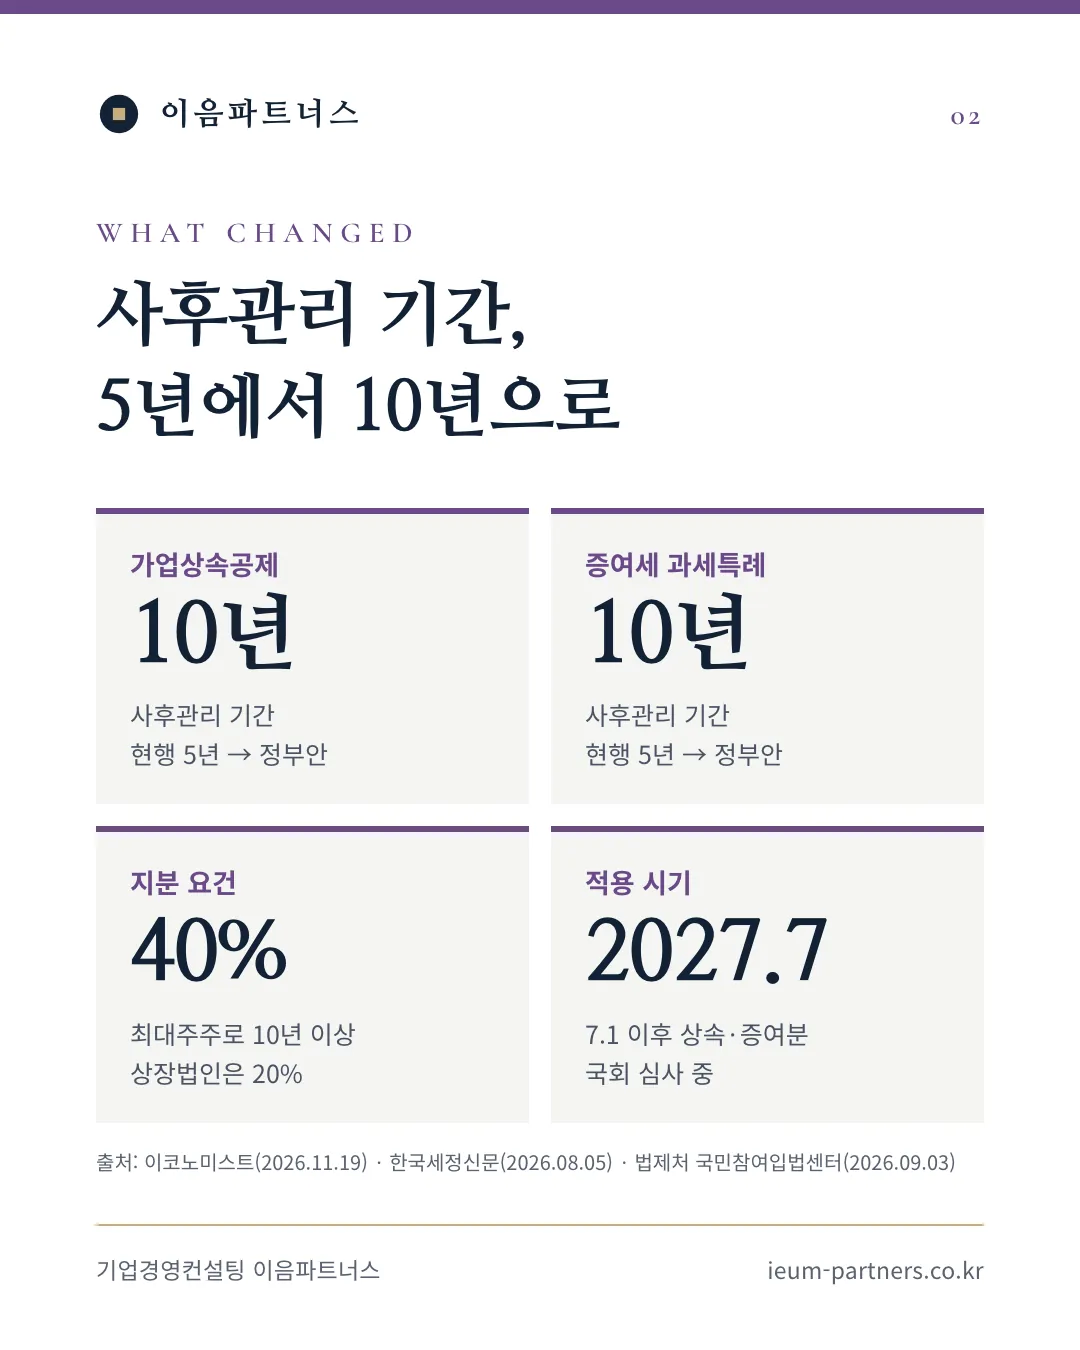 이음파트너스
02
WHAT CHANGED
사후관리 기간,
5년에서 10년으로
가업상속공제
10년
사후관리 기간
현행 5년 → 정부안
증여세 과세특례
10년
사후관리 기간
현행 5년 → 정부안
지분 요건
40%
최대주주로 10년 이상
상장법인은 20%
적용 시기
2027.7
7.1 이후 상속·증여분
국회 심사 중
출처: 이코노미스트(2026.11.19) · 한국세정신문(2026.08.05) · 법제처 국민참여입법센터(2026.09.03)
기업경영컨설팅 이음파트너스
ieum-partners.co.kr